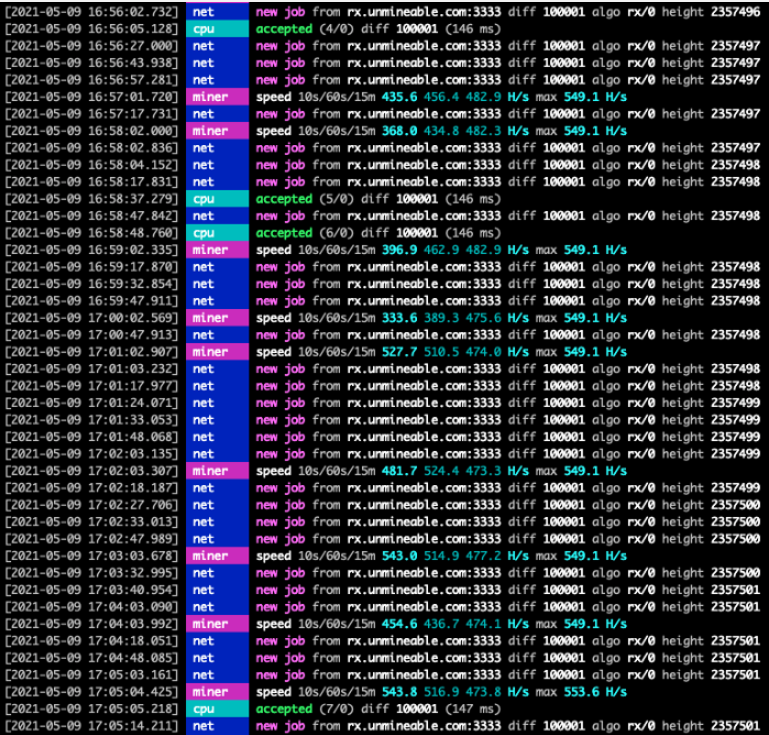 [2021-05-09 16:56:02.732] net new job from rx.unmineable.com:3333 diff 100001 algo rx/0 height 2357496
[2021-05-09 16:56:05.128] cpu accepted (4/0) diff 100001 (146 ms)
[2021-05-09 16:56:27.000] net new job from rx.unmineable.com:3333 diff 100001 algo rx/0 height 2357497
[2021-05-09 16:56:43.938] net new job from rx.unmineable.com:3333 diff 100001 algo rx/0 height 2357497
[2021-05-09 16:56:57.281] net new job from rx.unmineable.com:3333 diff 100001 algo rx/0 height 2357497
[2021-05-09 16:57:01.720] miner speed 10s/60s/15m 435.6 456.4 482.9 H/s max 549.1 H/s
[2021-05-09 16:57:17.731] net new job from rx.unmineable.com:3333 diff 100001 algo rx/0 height 2357497
[2021-05-09 16:58:02.000] miner speed 10s/60s/15m 368.0 434.8 482.3 H/s max 549.1 H/s
[2021-05-09 16:58:02.836] net new job from rx.unmineable.com:3333 diff 100001 algo rx/0 height 2357497
[2021-05-09 16:58:04.152] net new job from rx.unmineable.com:3333 diff 100001 algo rx/0 height 2357498
[2021-05-09 16:58:17.831] net new job from rx.unmineable.com:3333 diff 100001 algo rx/0 height 2357498
[2021-05-09 16:58:37.279] cpu accepted (5/0) diff 100001 (146 ms)
[2021-05-09 16:58:47.842] net new job from rx.unmineable.com:3333 diff 100001 algo rx/0 height 2357498
[2021-05-09 16:58:48.760] cpu accepted (6/0) diff 100001 (146 ms)
[2021-05-09 16:59:02.335] miner speed 10s/60s/15m 396.9 462.9 482.9 H/s max 549.1 H/s
[2021-05-09 16:59:17.870] net new job from rx.unmineable.com:3333 diff 100001 algo rx/0 height 2357498
[2021-05-09 16:59:32.854] net new job from rx.unmineable.com:3333 diff 100001 algo rx/0 height 2357498
[2021-05-09 16:59:47.911] net new job from rx.unmineable.com:3333 diff 100001 algo rx/0 height 2357498
[2021-05-09 17:00:02.569] miner speed 10s/60s/15m 333.6 389.3 475.6 H/s max 549.1 H/s
[2021-05-09 17:00:47.913] net new job from rx.unmineable.com:3333 diff 100001 algo rx/0 height 2357498
[2021-05-09 17:01:02.907] miner speed 10s/60s/15m 527.7 510.5 474.0 H/s max 549.1 H/s
[2021-05-09 17:01:03.232] net new job from rx.unmineable.com:3333 diff 100001 algo rx/0 height 2357498
[2021-05-09 17:01:17.977] net new job from rx.unmineable.com:3333 diff 100001 algo rx/0 height 2357498
[2021-05-09 17:01:24.071] net new job from rx.unmineable.com:3333 diff 100001 algo rx/0 height 2357499
[2021-05-09 17:01:33.053] net new job from rx.unmineable.com:3333 diff 100001 algo rx/0 height 2357499
[2021-05-09 17:01:48.068] net new job from rx.unmineable.com:3333 diff 100001 algo rx/0 height 2357499
[2021-05-09 17:02:03.135] net new job from rx.unmineable.com:3333 diff 100001 algo rx/0 height 2357499
[2021-05-09 17:02:03.307] miner speed 10s/60s/15m 481.7 524.4 473.3 H/s max 549.1 H/s
[2021-05-09 17:02:18.187] net new job from rx.unmineable.com:3333 diff 100001 algo rx/0 height 2357499
[2021-05-09 17:02:27.706] net new job from rx.unmineable.com:3333 diff 100001 algo rx/0 height 2357500
[2021-05-09 17:02:33.013] net new job from rx.unmineable.com:3333 diff 100001 algo rx/0 height 2357500
[2021-05-09 17:02:47.989] net new job from rx.unmineable.com:3333 diff 100001 algo rx/0 height 2357500
[2021-05-09 17:03:03.678] miner speed 10s/60s/15m 543.0 514.9 477.2 H/s max 549.1 H/s
[2021-05-09 17:03:32.995] net new job from rx.unmineable.com:3333 diff 100001 algo rx/0 height 2357500
[2021-05-09 17:03:40.954] net new job from rx.unmineable.com:3333 diff 100001 algo rx/0 height 2357501
[2021-05-09 17:04:03.090] net new job from rx.unmineable.com:3333 diff 100001 algo rx/0 height 2357501
[2021-05-09 17:04:03.992] miner speed 10s/60s/15m 454.6 436.7 474.1 H/s max 549.1 H/s
[2021-05-09 17:04:18.051] net new job from rx.unmineable.com:3333 diff 100001 algo rx/0 height 2357501
[2021-05-09 17:04:48.085] net new job from rx.unmineable.com:3333 diff 100001 algo rx/0 height 2357501
[2021-05-09 17:05:03.161] net new job from rx.unmineable.com:3333 diff 100001 algo rx/0 height 2357501
[2021-05-09 17:05:04.425] miner speed 10s/60s/15m 543.8 516.9 473.8 H/s max 553.6 H/s
[2021-05-09 17:05:05.218] cpu accepted (7/0) diff 100001 (147 ms)
[2021-05-09 17:05:14.211] net new job from rx.unmineable.com:3333 diff 100001 algo rx/0 height 2357501